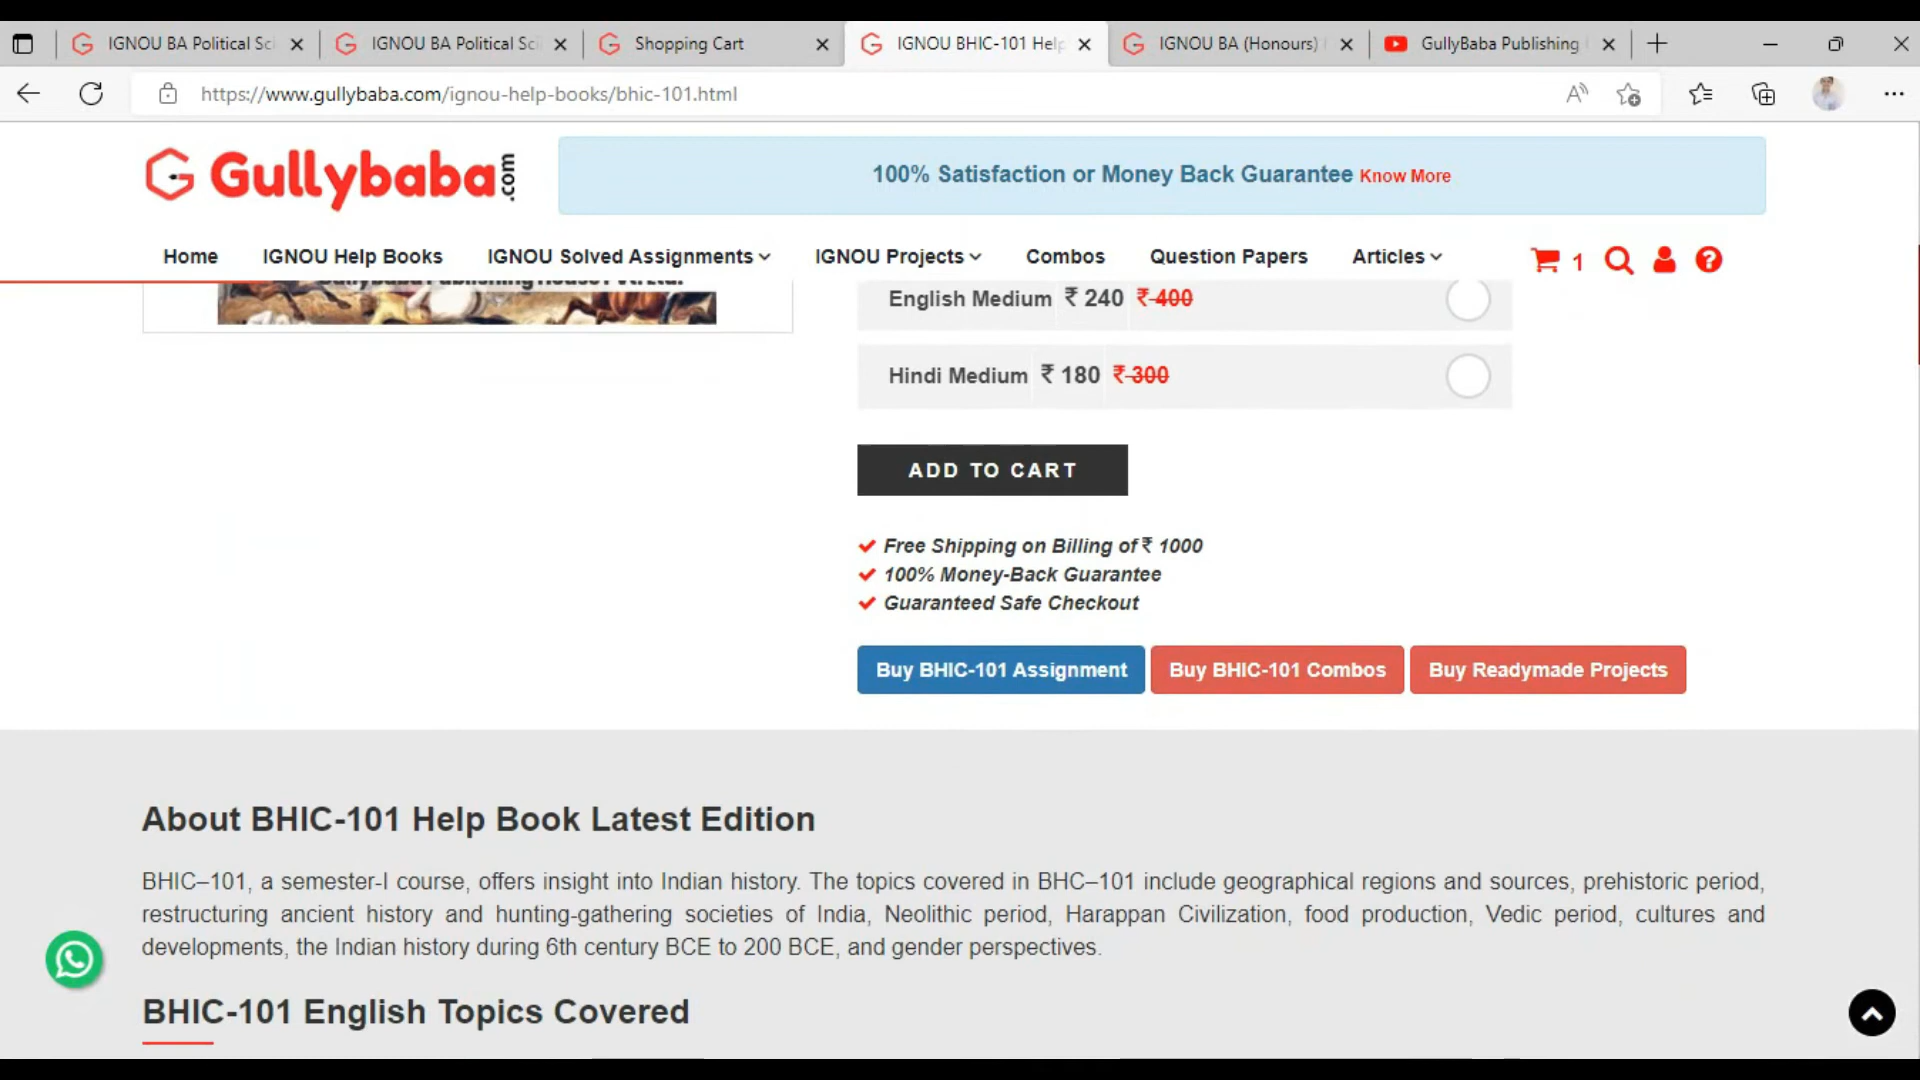 IGNOU BA Political Sc
IGNOU BA Political Sci
Shopping Cart
IGNOU BHIC-101 Help
IGNOU BA (Honours)
GullyBaba Publishing
https://www.gullybaba.com/ignou-help-books/bhic-101.html
Gullybaba.com
100% Satisfaction or Money Back Guarantee Know More
Home
IGNOU Help Books
IGNOU Solved Assignments
IGNOU Projects
Combos
Question Papers
Articles
1
Gullybaba Publishing House Pvt. Ltd.
English Medium ₹ 240 ₹ 400
Hindi Medium ₹ 180 ₹ 300
ADD TO CART
Free Shipping on Billing of ₹ 1000
100% Money-Back Guarantee
Guaranteed Safe Checkout
Buy BHIC-101 Assignment
Buy BHIC-101 Combos
Buy Readymade Projects
About BHIC-101 Help Book Latest Edition
BHIC–101, a semester-I course, offers insight into Indian history. The topics covered in BHC–101 include geographical regions and sources, prehistoric period,
restructuring ancient history and hunting-gathering societies of India, Neolithic period, Harappan Civilization, food production, Vedic period, cultures and
developments, the Indian history during 6th century BCE to 200 BCE, and gender perspectives.
BHIC-101 English Topics Covered